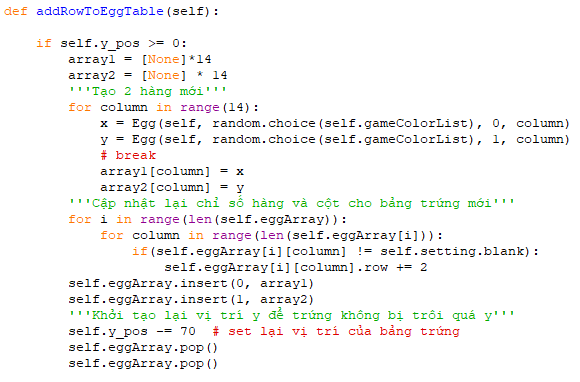 def addRowToEggTable(self):

    if self.y_pos >= 0:
        array1 = [None]*14
        array2 = [None] * 14
        '''Tạo 2 hàng mới'''
        for column in range(14):
            x = Egg(self, random.choice(self.gameColorList), 0, column)
            y = Egg(self, random.choice(self.gameColorList), 1, column)
            # break
            array1[column] = x
            array2[column] = y
        '''Cập nhật lại chỉ số hàng và cột cho bảng trứng mới'''
        for i in range(len(self.eggArray)):
            for column in range(len(self.eggArray[i])):
                if(self.eggArray[i][column] != self.setting.blank):
                    self.eggArray[i][column].row += 2
        self.eggArray.insert(0, array1)
        self.eggArray.insert(1, array2)
        '''Khởi tạo lại vị trí y để trứng không bị trôi quá y'''
        self.y_pos -= 70  # set lại vị trí của bảng trứng
        self.eggArray.pop()
        self.eggArray.pop()